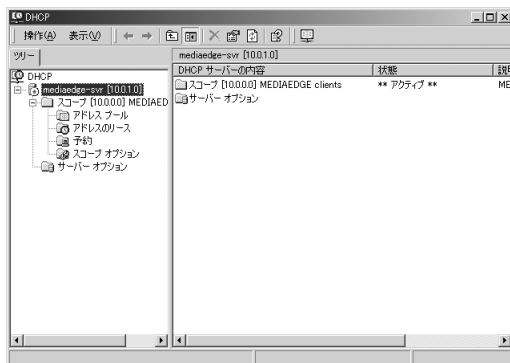 DHCP
操作(A) 表示(V)
ツリー
mediaedge-svr [10.0.1.0]
DHCP
mediaedge-svr [10.0.1.0]
スコープ [10.0.0.0] MEDIAED
アドレス プール
アドレスのリース
予約
スコープ オプション
サーバー オプション
DHCP サーバーの内容 状態 説明
スコープ [10.0.0.0] MEDIAEDGE clients ** アクティブ ** ME
サーバー オプション